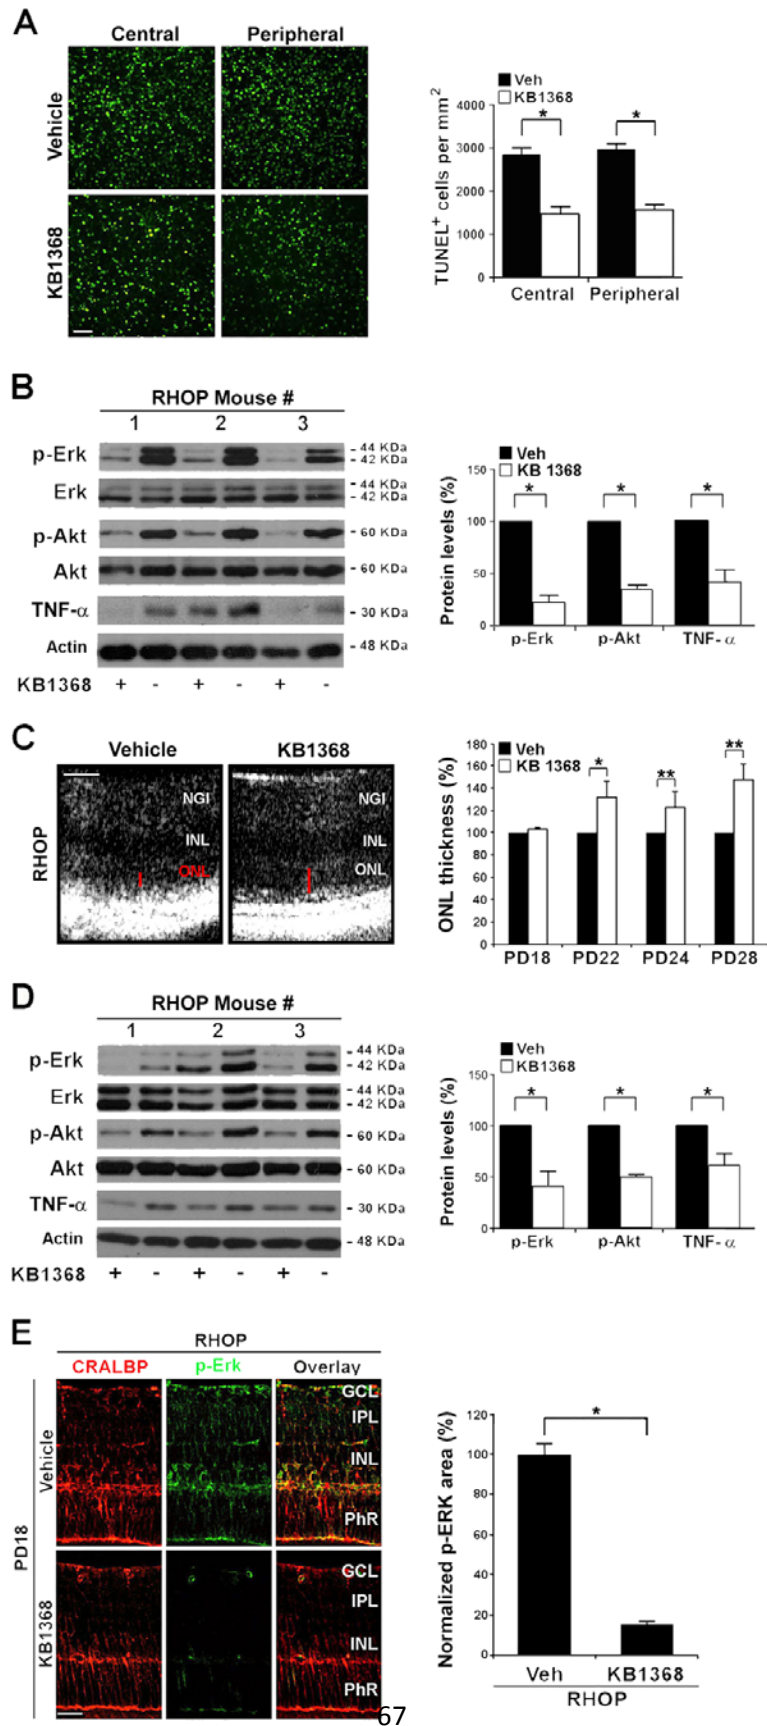 A
Central Peripheral
Vehicle
KB1368
Veh
KB1368
TUNEL+ cells per mm2
4000
3000
2000
1000
0
Central Peripheral
B
RHOP Mouse #
1 2 3
p-Erk - 44 KDa
- 42 KDa
Erk - 44 KDa
- 42 KDa
p-Akt - 60 KDa
Akt - 60 KDa
TNF-α - 30 KDa
Actin - 48 KDa
KB1368 + - + - + -
Veh
KB 1368
Protein levels (%)
150
100
50
0
* * *
p-Erk p-Akt TNF-α
C
Vehicle KB1368
RHOP
NGI NGI
INL INL
ONL ONL
Veh
KB 1368
ONL thickness (%)
180
160
140
120
100
80
60
40
20
0
* ** **
PD18 PD22 PD24 PD28
D
RHOP Mouse #
1 2 3
p-Erk - 44 KDa
- 42 KDa
Erk - 44 KDa
- 42 KDa
p-Akt - 60 KDa
Akt - 60 KDa
TNF-α - 30 KDa
Actin - 48 KDa
KB1368 + - + - + -
Veh
KB1368
Protein levels (%)
150
100
50
0
* * *
p-Erk p-Akt TNF-α
E
RHOP
CRALBP p-Erk Overlay
PD18
Vehicle
GCL
IPL
INL
PhR
KB1368
GCL
IPL
INL
PhR
Normalized p-ERK area (%)
120
100
80
60
40
20
0
*
Veh KB1368
RHOP
67